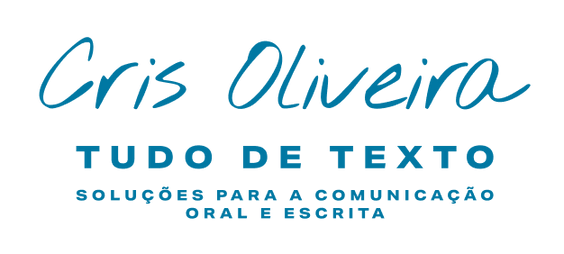 Cris Oliveira
TUDO DE TEXTO
SOLUÇÕES PARA A COMUNICAÇÃO
ORAL E ESCRITA